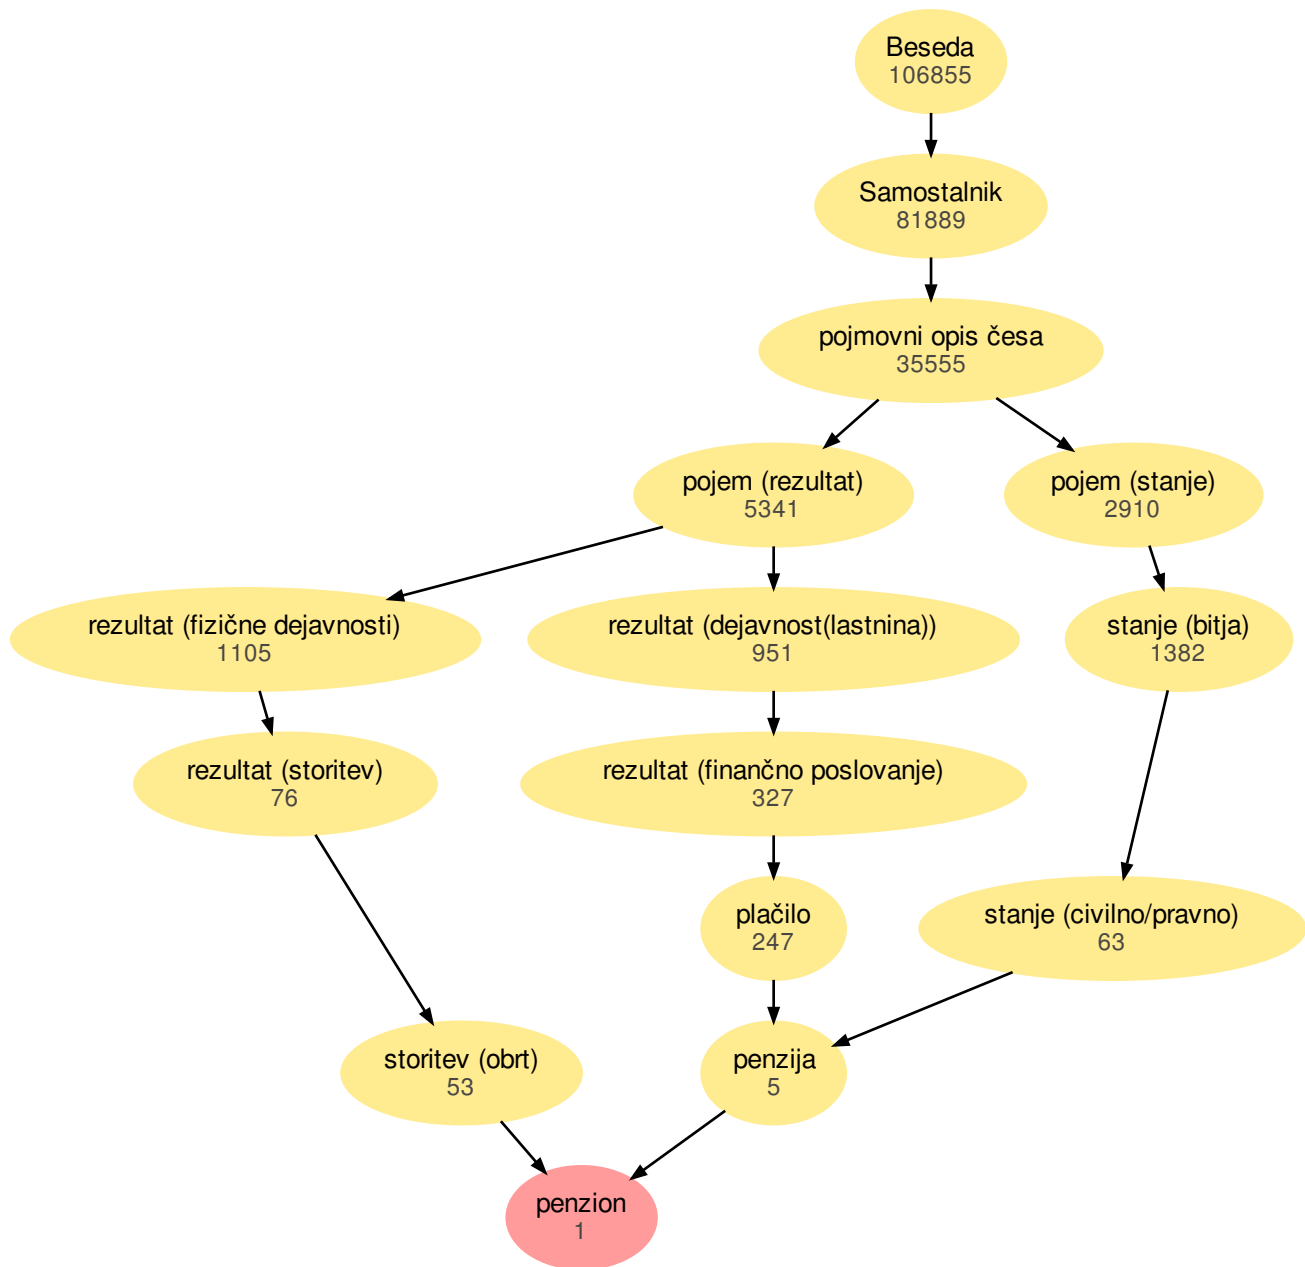 Beseda
106855
Samostalnik
81889
pojmovni opis česa
35555
pojem (rezultat)
5341
pojem (stanje)
2910
rezultat (fizične dejavnosti)
1105
rezultat (dejavnost(lastnina))
951
stanje (bitja)
1382
rezultat (storitev)
76
rezultat (finančno poslovanje)
327
plačilo
247
stanje (civilno/pravno)
63
storitev (obrt)
53
penzija
5
penzion
1